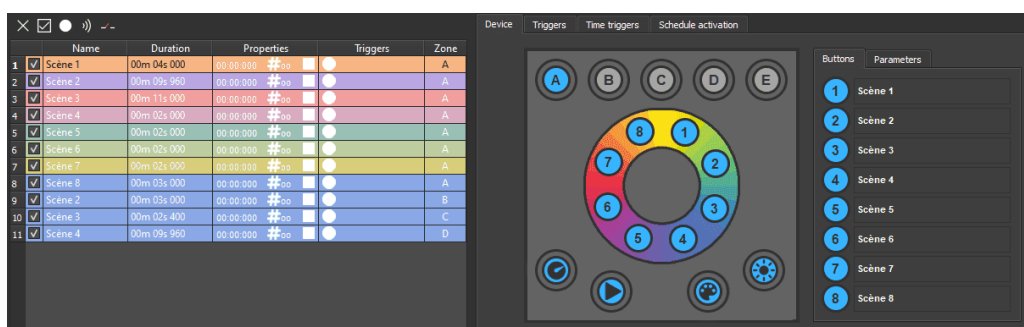 Device Triggers Time triggers Schedule activation
Name Duration Properties Triggers Zone
1 Scène 1 00m 04s 000 00:00:000 #00 A
2 Scène 2 00m 09s 960 00:00:000 #00 A
3 Scène 3 00m 11s 000 00:00:000 #00 A
4 Scène 4 00m 02s 000 00:00:000 #00 A
5 Scène 5 00m 02s 000 00:00:000 #00 A
6 Scène 6 00m 02s 000 00:00:000 #00 A
7 Scène 7 00m 02s 000 00:00:000 #00 A
8 Scène 8 00m 03s 000 00:00:000 #00 A
9 Scène 2 00m 03s 000 00:00:000 #00 B
10 Scène 3 00m 02s 400 00:00:000 #00 C
11 Scène 4 00m 09s 960 00:00:000 #00 D
A B C D E
8 1
7 2
6 3
5 4
Buttons Parameters
1 Scène 1
2 Scène 2
3 Scène 3
4 Scène 4
5 Scène 5
6 Scène 6
7 Scène 7
8 Scène 8